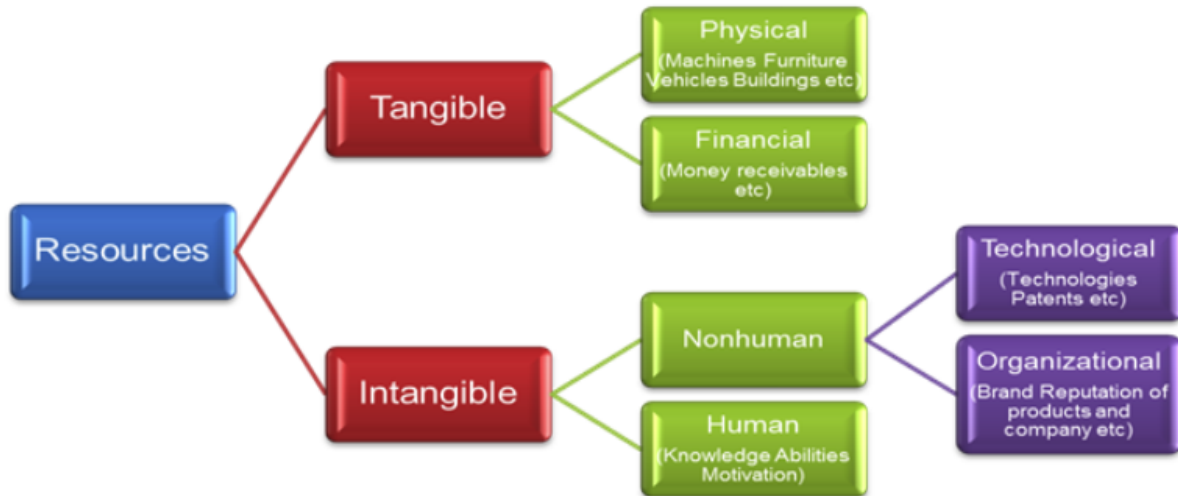 Physical
(Machines Furniture
Vehicles Buildings etc)
Tangible
Financial
(Money receivables
etc)
Resources
Technological
(Technologies
Patents etc)
Nonhuman
Organizational
(Brand Reputation of
products and
company etc)
Intangible
Human
(Knowledge Abilities
Motivation)